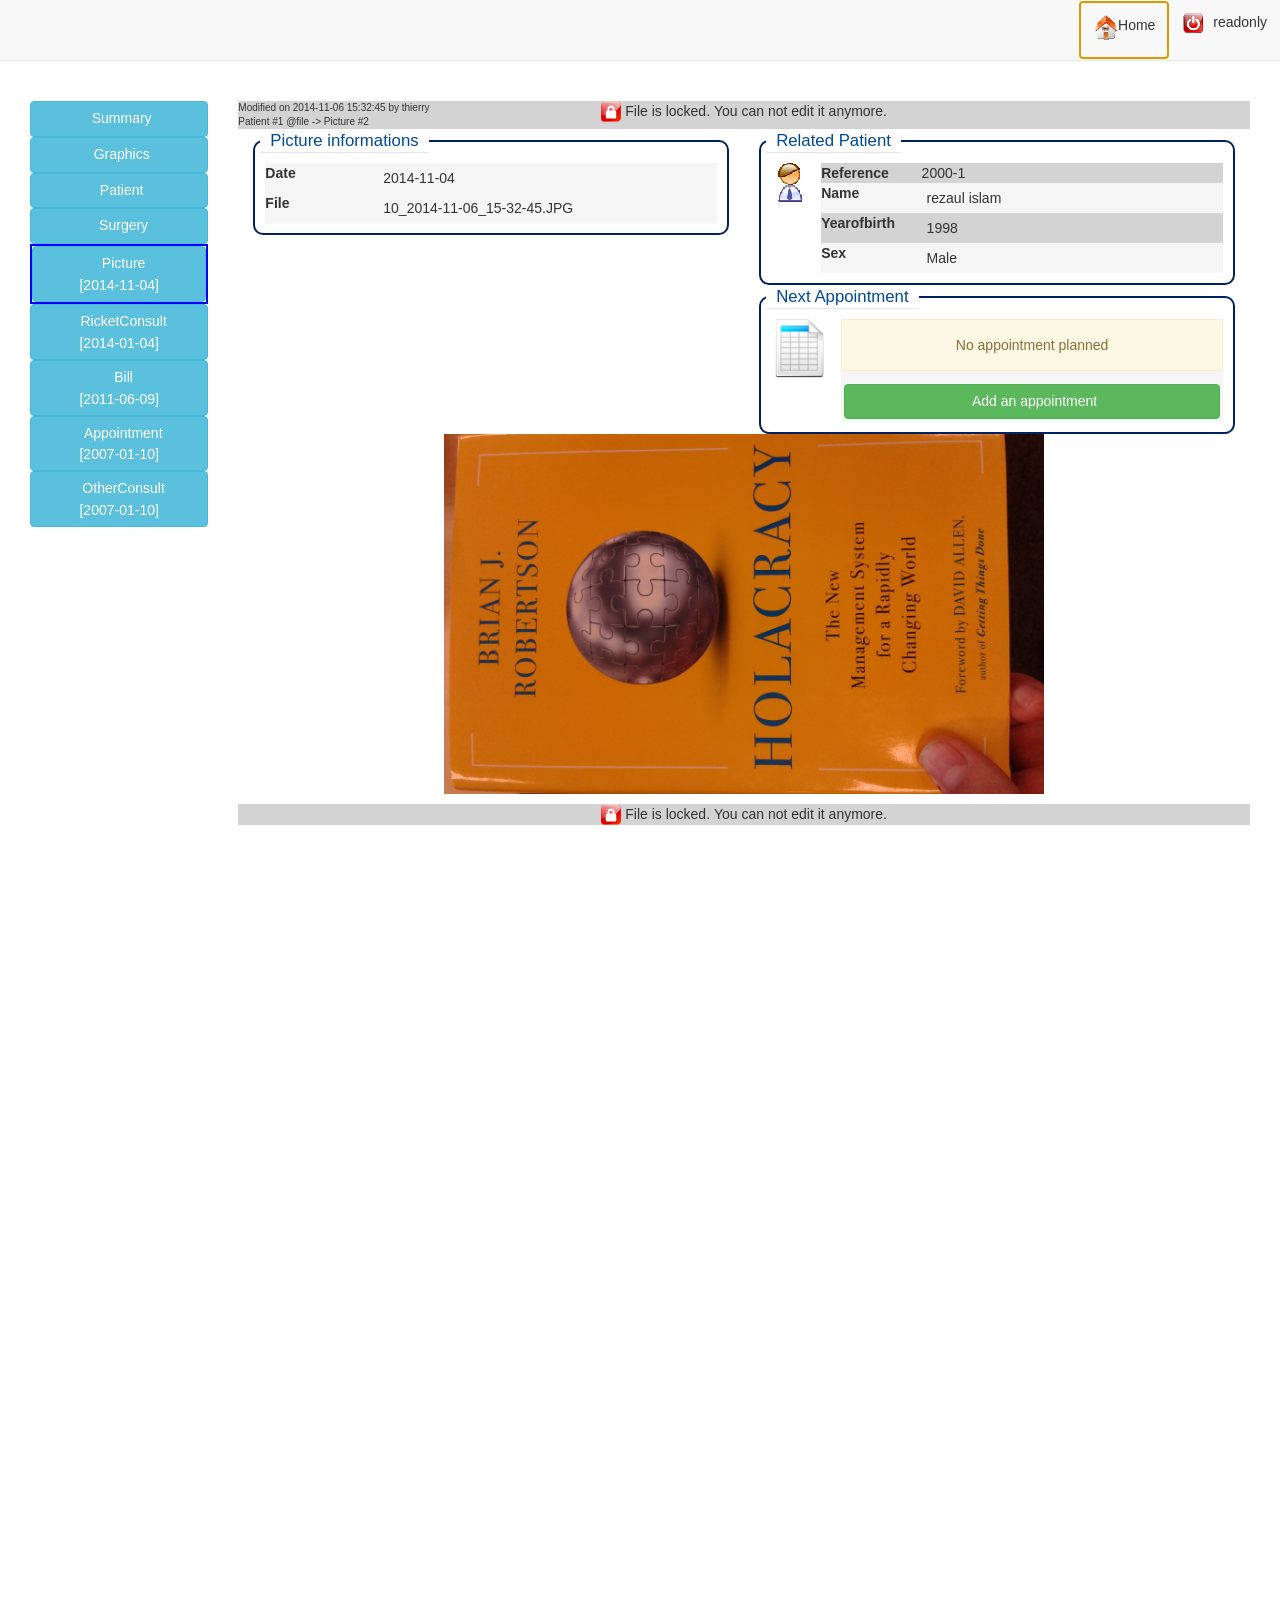 Home
readonly
Summary
Graphics
Patient
Surgery
Picture
[2014-11-04]
RicketConsult
[2014-01-04]
Bill
[2011-06-09]
Appointment
[2007-01-10]
OtherConsult
[2007-01-10]
Modified on 2014-11-06 15:32:45 by thierry
Patient #1 @file -> Picture #2
File is locked. You can not edit it anymore.
Picture informations
Date 2014-11-04
File 10_2014-11-06_15-32-45.JPG
Related Patient
Reference 2000-1
Name rezaul islam
Yearofbirth 1998
Sex Male
Next Appointment
No appointment planned
Add an appointment
BRIAN J.
ROBERTSON
HOLACRACY
The New
Management System
for a Rapidly
Changing World
Foreword by DAVID ALLEN,
author of Getting Things Done
File is locked. You can not edit it anymore.